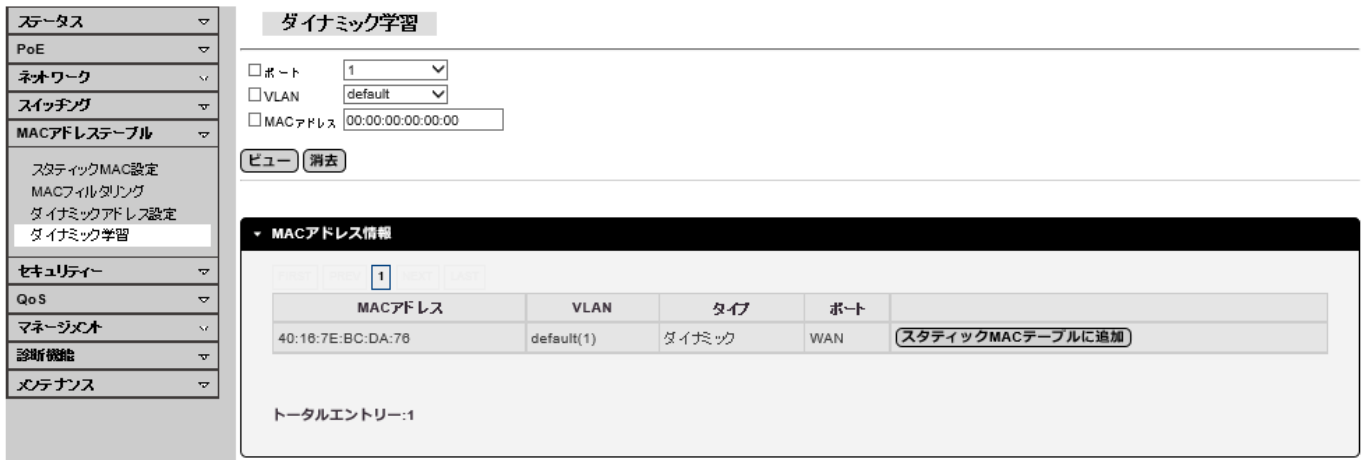 ステータス
PoE
ネットワーク
スイッチング
MACアドレステーブル
スタティックMAC設定
MACフィルタリング
ダイナミックアドレス設定
ダイナミック学習
セキュリティー
QoS
マネージメント
診断機能
メンテナンス
ダイナミック学習
ポート 1
VLAN default
MACアドレス 00:00:00:00:00:00
ビュー 消去
MACアドレス情報
FIRST PREV 1 NEXT LAST
MACアドレス VLAN タイプ ポート
40:16:7E:BC:DA:76 default(1) ダイナミック WAN スタティックMACテーブルに追加
トータルエントリー:1